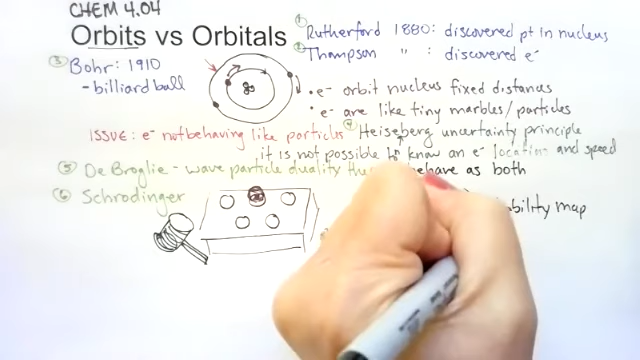 CHEM 4.04
Orbits vs Orbitals
① Rutherford 1880: discovered pt in nucleus
② Thompson " : discovered e⁻
③ Bohr: 1910
- billiard ball
• e⁻ orbit nucleus fixed distances
• e⁻ are like tiny marbles/particles
ISSUE: e⁻ not behaving like particles
④ Heisenberg uncertainty principle
it is not possible to know an e⁻ location and speed
⑤ De Broglie - wave particle duality behave as both
⑥ Schrodinger
map